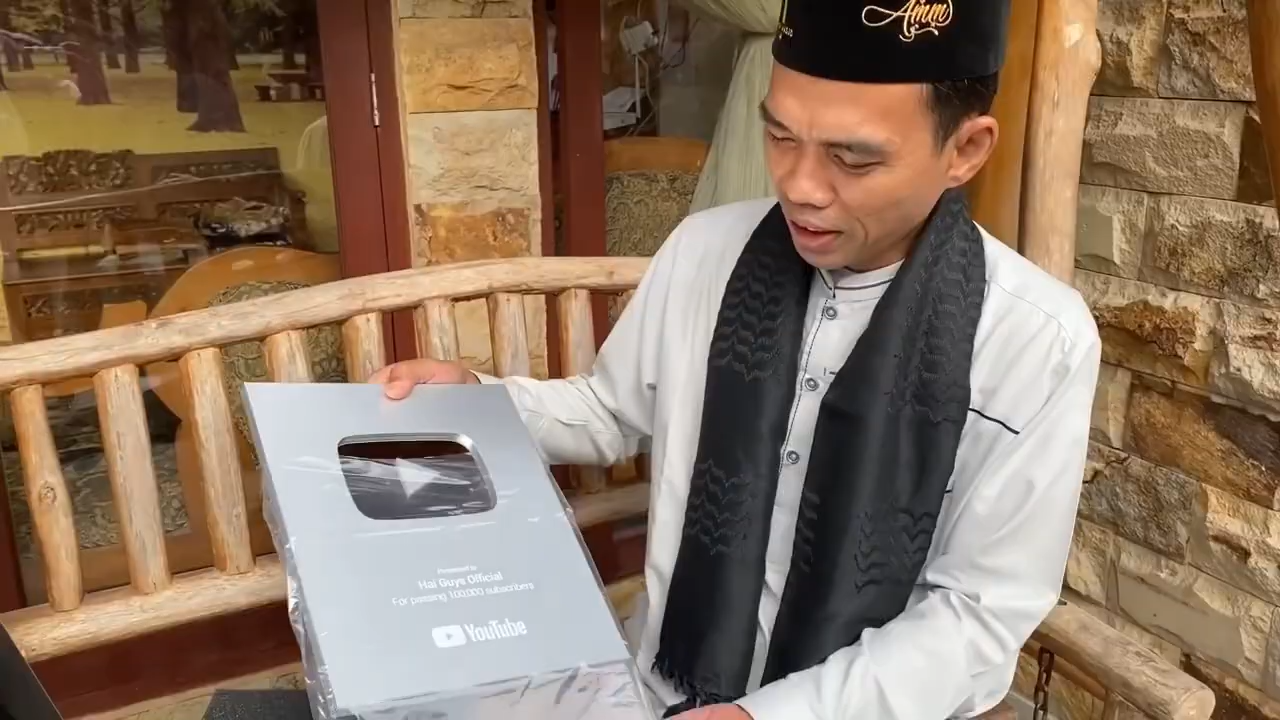 Amm
Presented to
Hai Guys Official
For passing 100,000 subscribers
YouTube